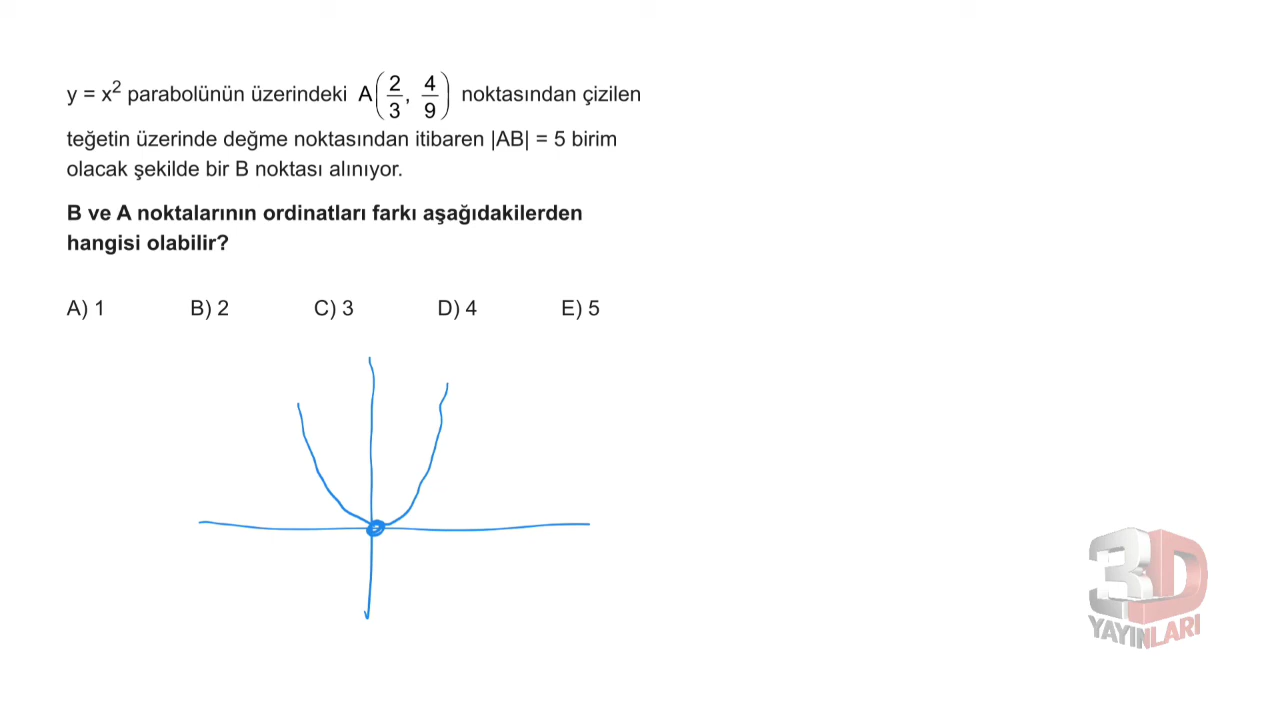 y = x² parabolünün üzerindeki A(2/3, 4/9) noktasından çizilen
teğetin üzerinde değme noktasından itibaren |AB| = 5 birim
olacak şekilde bir B noktası alınıyor.
B ve A noktalarının ordinatları farkı aşağıdakilerden
hangisi olabilir?
A) 1 B) 2 C) 3 D) 4 E) 5
3D
YAYINLARI